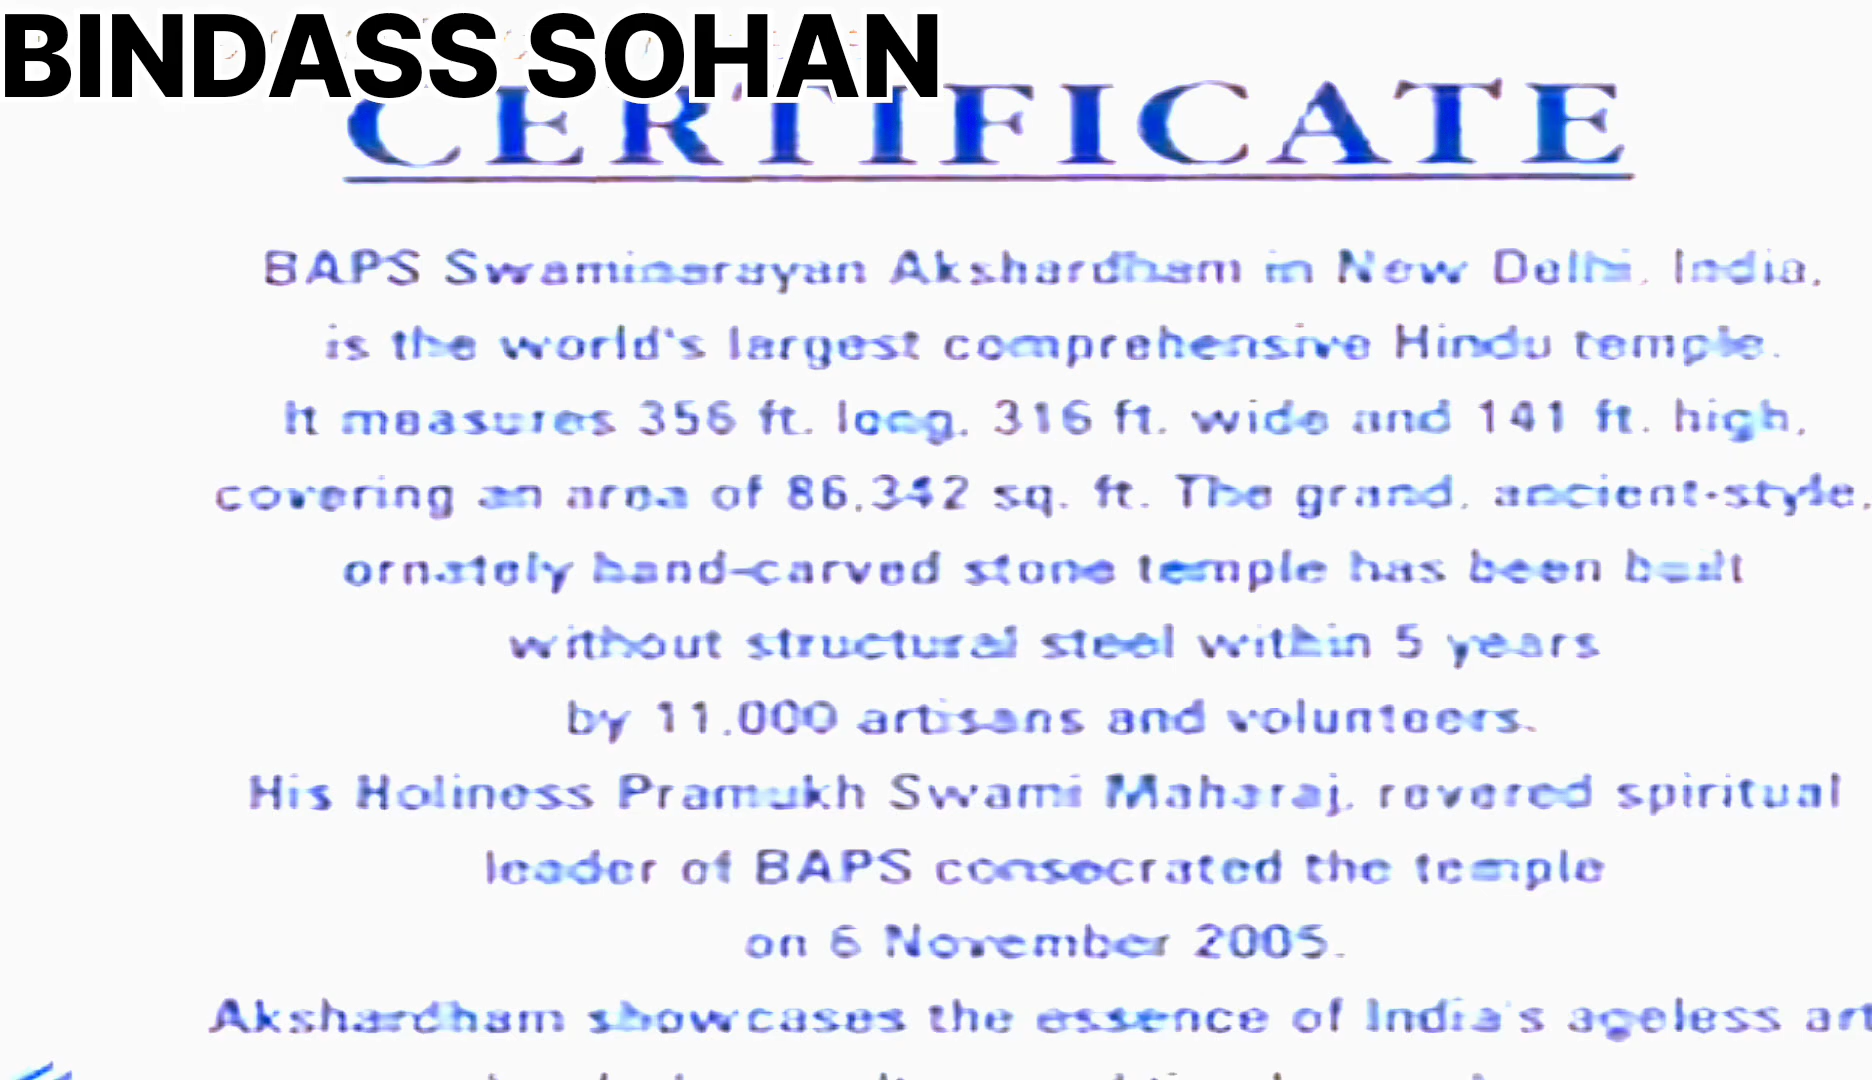 BINDASS SOHAN
CERTIFICATE
BAPS Swaminarayan Akshardham in New Delhi, India,
is the world's largest comprehensive Hindu temple.
It measures 356 ft. long, 316 ft. wide and 141 ft. high,
covering an area of 86,342 sq. ft. The grand, ancient-style,
ornately hand-carved stone temple has been built
without structural steel within 5 years
by 11,000 artisans and volunteers.
His Holiness Pramukh Swami Maharaj, revered spiritual
leader of BAPS consecrated the temple
on 6 November 2005.
Akshardham showcases the essence of India's ageless art